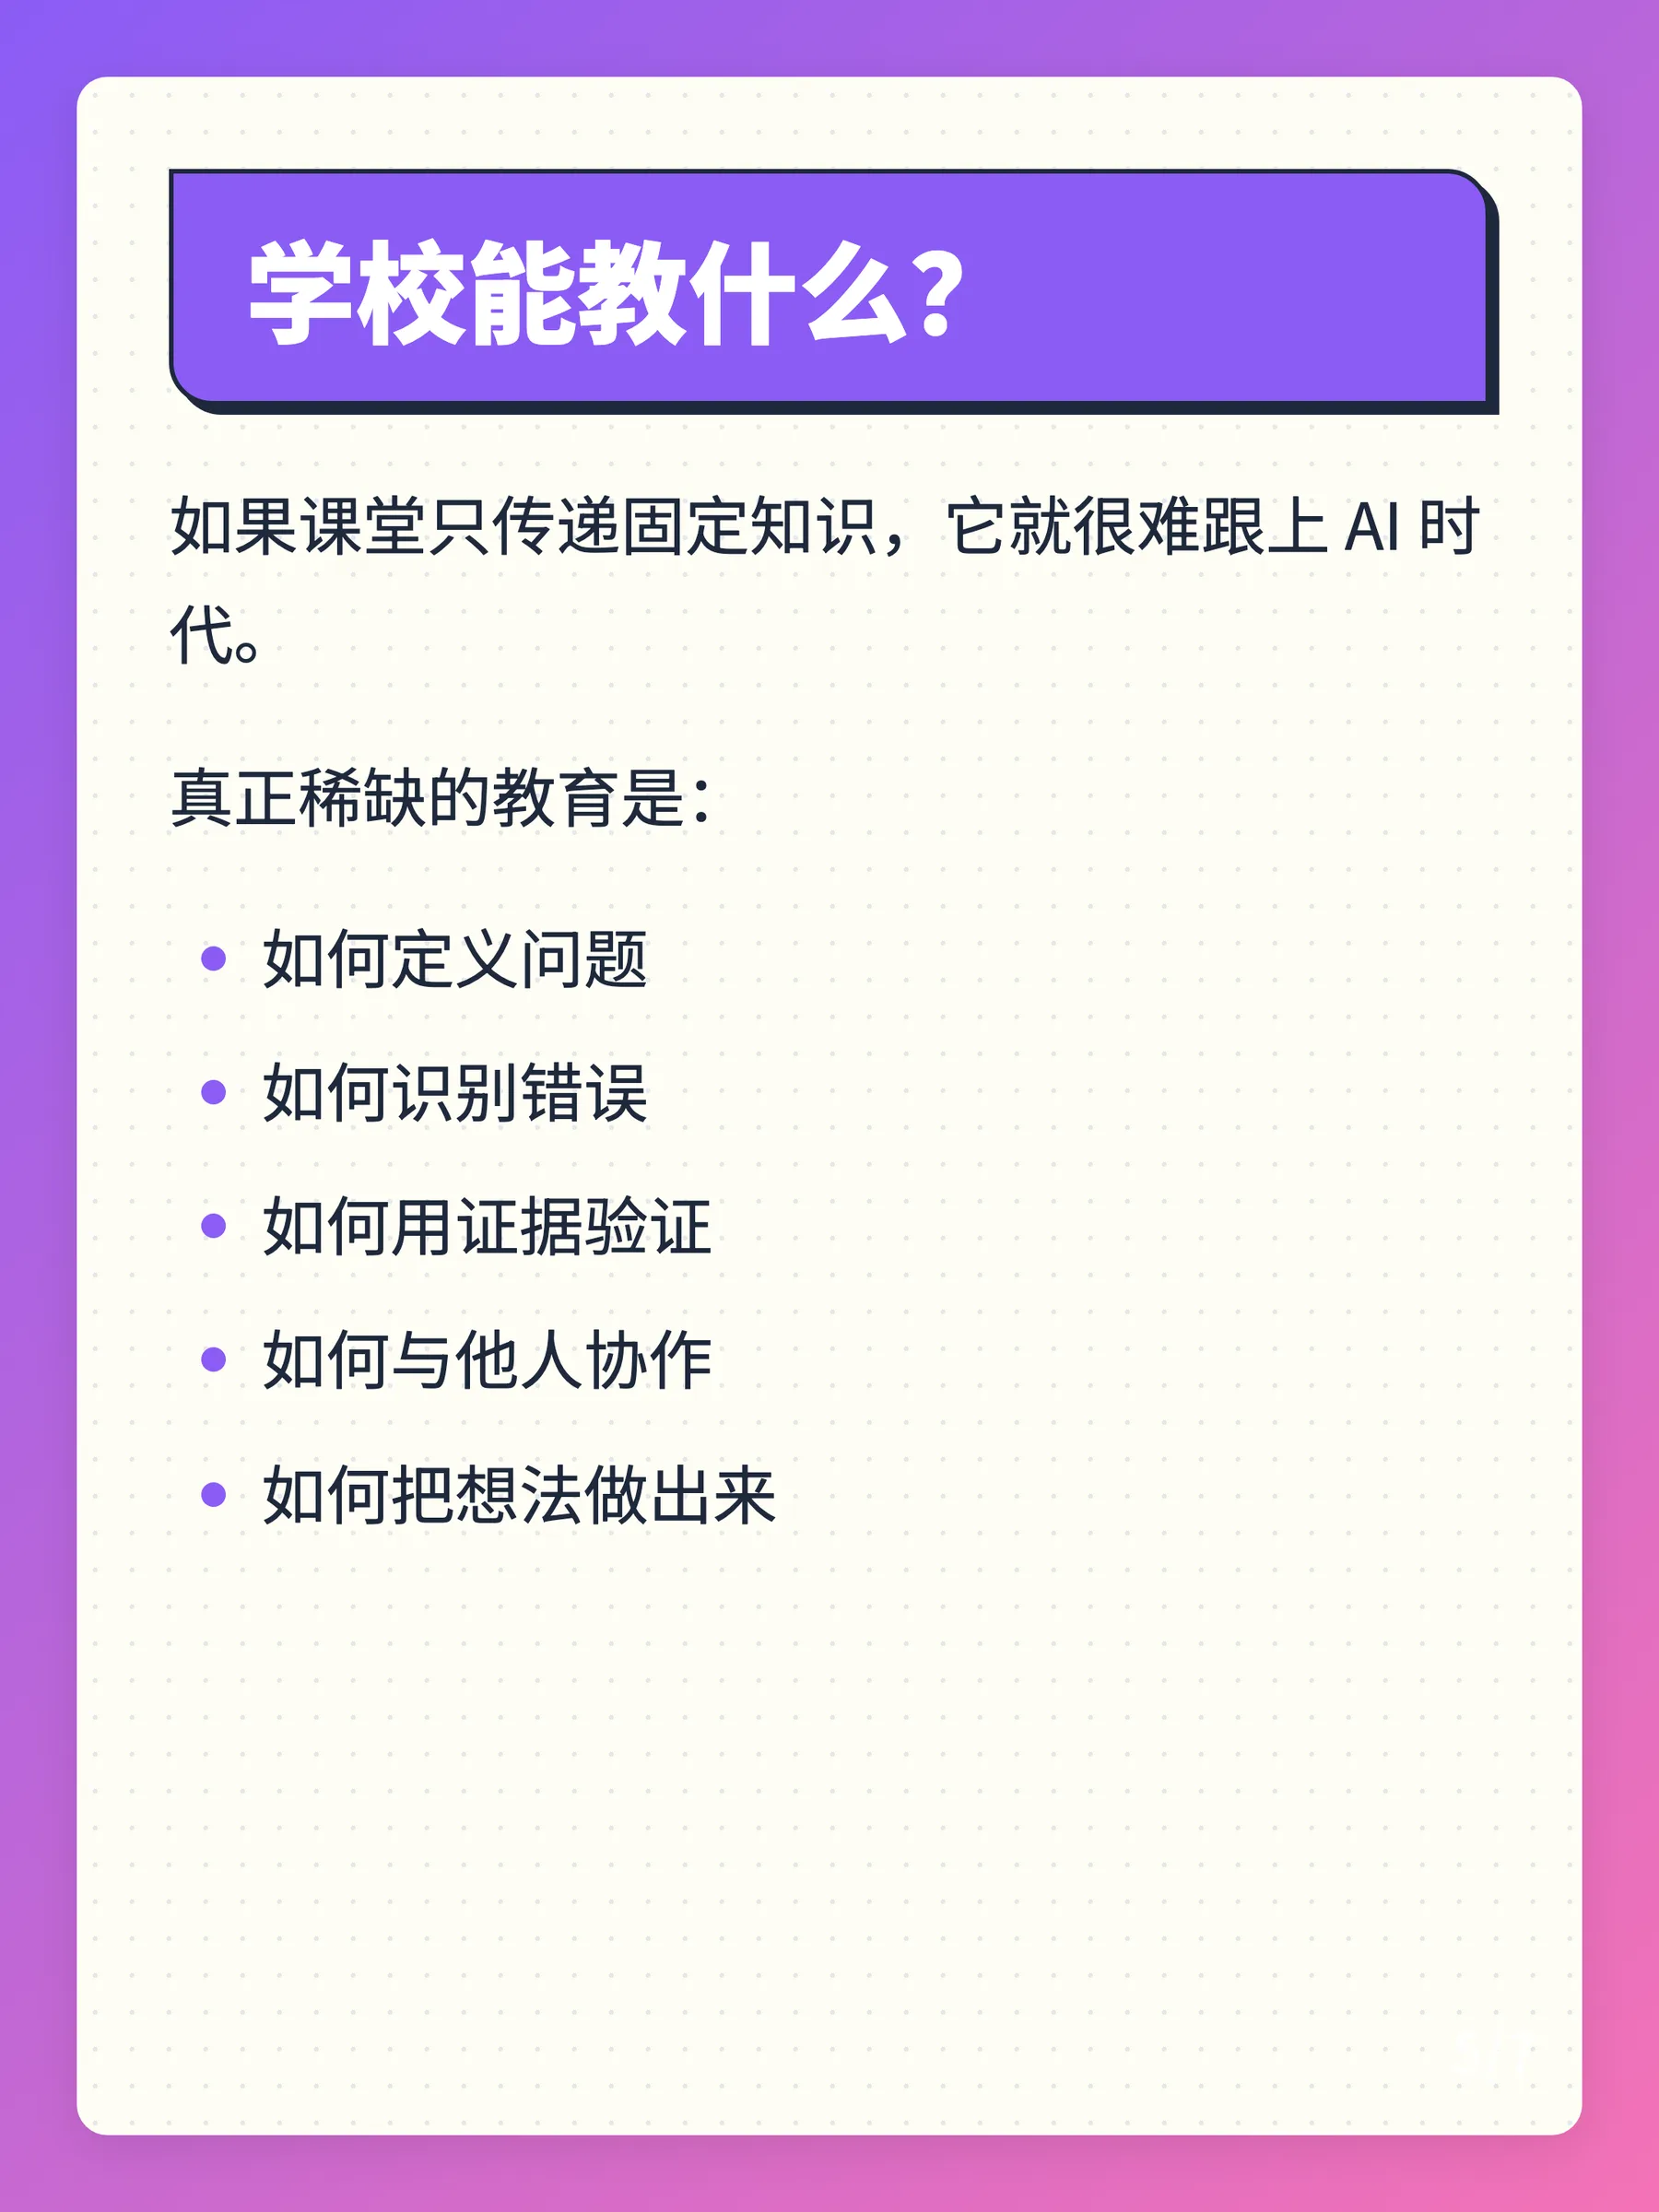 学校能教什么？
如果课堂只传递固定知识，它就很难跟上 AI 时
代。
真正稀缺的教育是：
如何定义问题
如何识别错误
如何用证据验证
如何与他人协作
如何把想法做出来